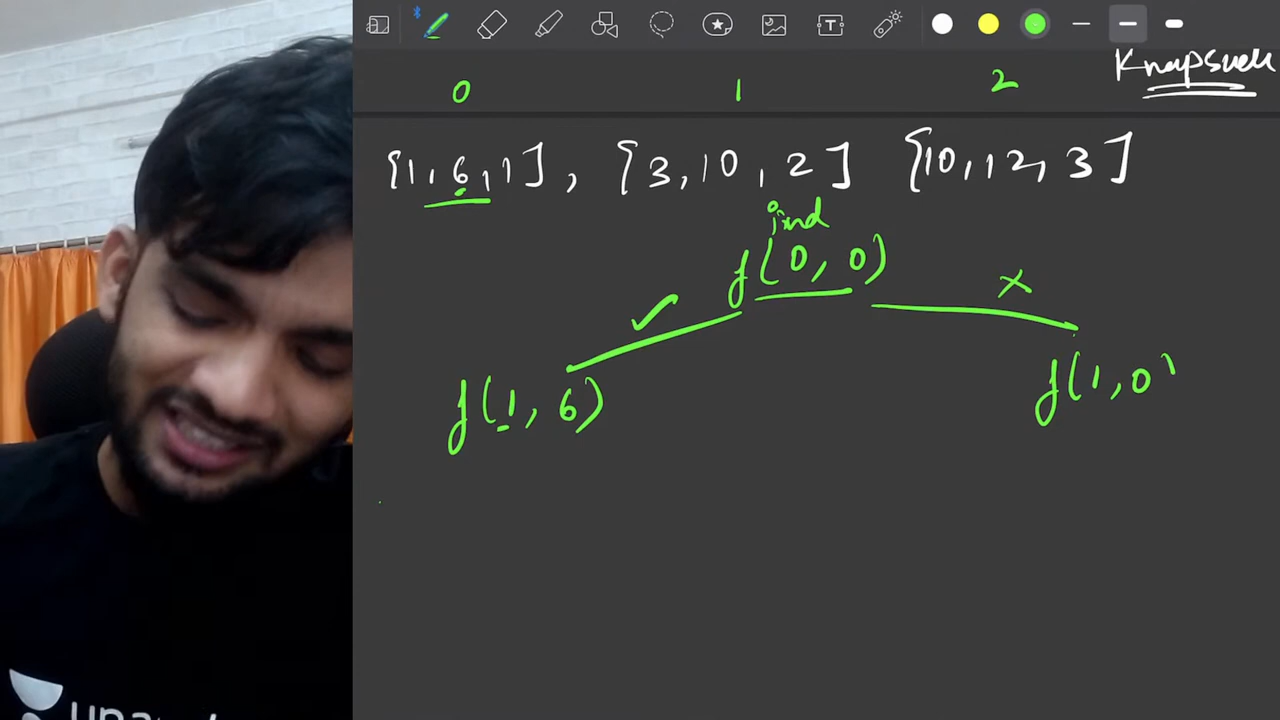 Knapsack
0 1 2
[1, 6, 1], [3, 10, 2] [10, 12, 3]
ind
f(0, 0)
f(1, 6) f(1, 0)